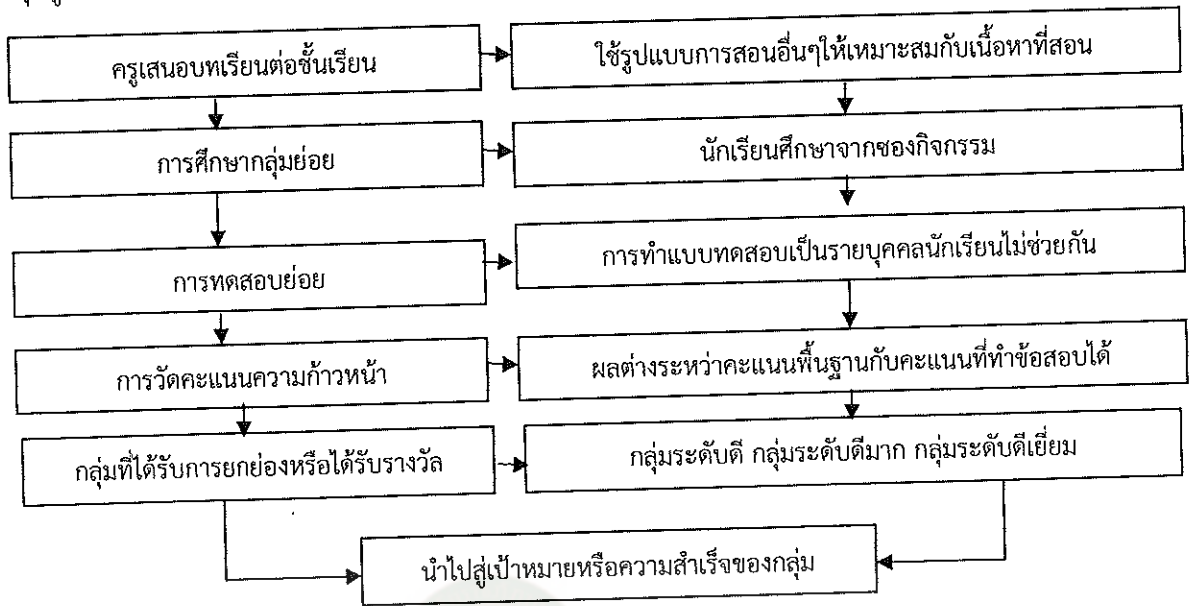 ครูเสนอบทเรียนต่อชั้นเรียน
ใช้รูปแบบการสอนอื่นๆให้เหมาะสมกับเนื้อหาที่สอน
การศึกษากลุ่มย่อย
นักเรียนศึกษาจากซองกิจกรรม
การทดสอบย่อย
การทำแบบทดสอบเป็นรายบุคคลนักเรียนไม่ช่วยกัน
การวัดคะแนนความก้าวหน้า
ผลต่างระหว่าคะแนนพื้นฐานกับคะแนนที่ทำข้อสอบได้
กลุ่มที่ได้รับการยกย่องหรือได้รับรางวัล
กลุ่มระดับดี กลุ่มระดับดีมาก กลุ่มระดับดีเยี่ยม
นำไปสู่เป้าหมายหรือความสำเร็จของกลุ่ม